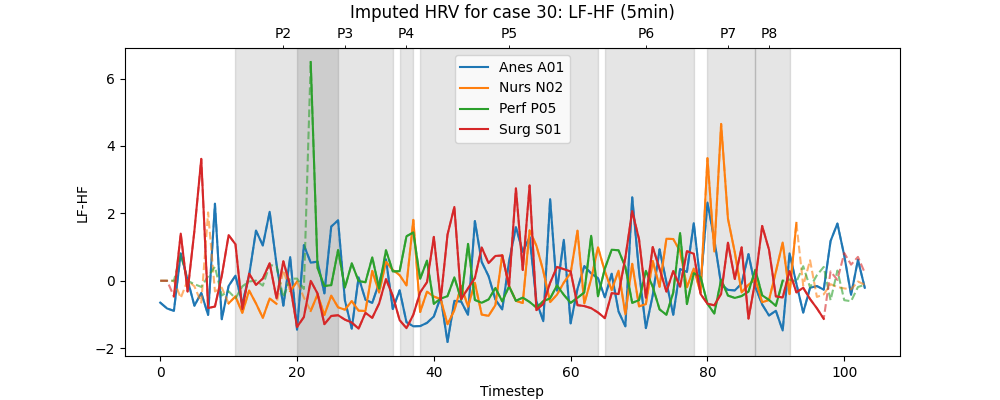 Imputed HRV for case 30: LF-HF (5min)
P2 P3 P4 P5 P6 P7 P8
Anes A01
Nurs N02
Perf P05
Surg S01
6
4
2
0
−2
LF-HF
0 20 40 60 80 100
Timestep